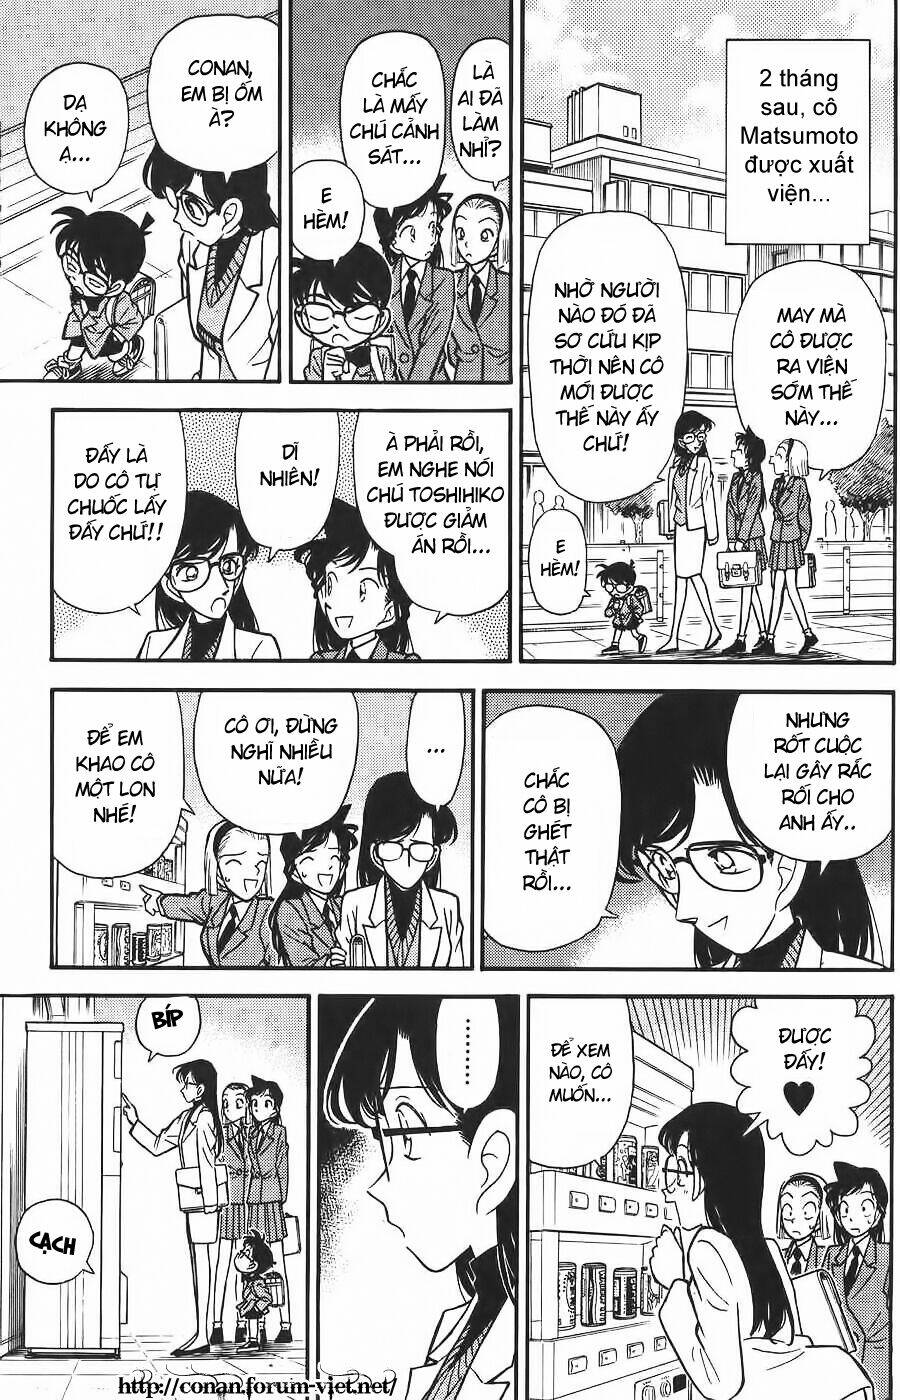 2 tháng
sau, cô
Matsumoto
được xuất
viện...
MAY MÀ
CÔ ĐƯỢC
RA VIỆN
SỚM THẾ
NÀY...
NHỜ NGƯỜI
NÀO ĐÓ ĐÃ
SƠ CỨU KỊP
THỜI NÊN CÔ
MỚI ĐƯỢC
THẾ NÀY ẤY
CHỨ!
E
HÈM!
LÀ
AI ĐÃ
LÀM
NHỈ?
CHẮC
LÀ MẤY
CHÚ CẢNH
SÁT...
E
HÈM!
CONAN,
EM BỊ ỐM
À?
DẠ
KHÔNG
Ạ...
À PHẢI RỒI,
EM NGHE NÓI
CHÚ TOSHIHIKO
ĐƯỢC GIẢM
ÁN RỒI...
DĨ
NHIÊN!
ĐẤY LÀ
DO CÔ TỰ
CHUỐC LẤY
ĐẤY CHỨ!!
NHƯNG
RỐT CUỘC
LẠI GÂY RẮC
RỐI CHO
ANH ẤY..
CHẮC
CÔ BỊ
GHÉT
THẬT
RỒI...
...
CÔ ƠI, ĐỪNG
NGHĨ NHIỀU
NỮA!
ĐỂ EM
KHAO CÔ
MỘT LON
NHÉ!
ĐƯỢC
ĐẤY!
ĐỂ XEM
NÀO, CÔ
MUỐN...
........
BÍP
CẠCH
http://conan.forum-viet.net/